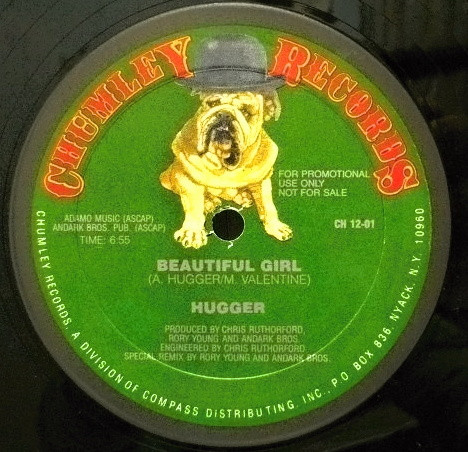 CHUMLEY RECORDS
FOR PROMOTIONAL
USE ONLY
NOT FOR SALE
ADAMO MUSIC (ASCAP)
ANDARK BROS. PUB. (ASCAP)
TIME: 6:55
CH 12-01
BEAUTIFUL GIRL
(A. HUGGER/M. VALENTINE)
HUGGER
PRODUCED BY CHRIS RUTHORFORD,
RORY YOUNG AND ANDARK BROS.
ENGINEERED BY CHRIS RUTHORFORD
SPECIAL REMIX BY RORY YOUNG AND ANDARK BROS.
CHUMLEY RECORDS, A DIVISION OF COMPASS DISTRIBUTING, INC., P.O. BOX 836, NYACK, N.Y. 10960